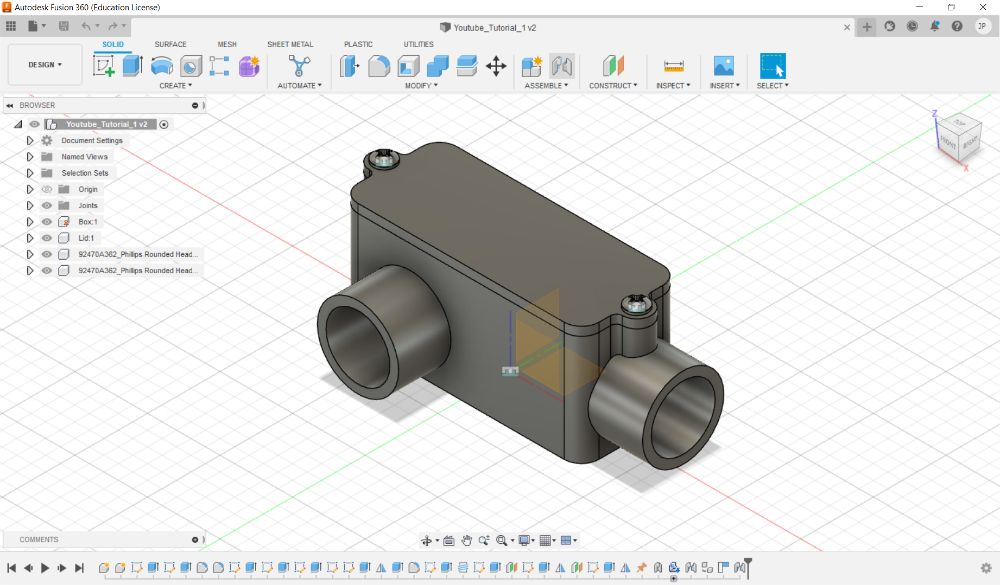 Autodesk Fusion 360 (Education License)
Youtube_Tutorial_1 v2
JP
DESIGN
SOLID
SURFACE
MESH
SHEET METAL
PLASTIC
UTILITIES
CREATE
AUTOMATE
MODIFY
ASSEMBLE
CONSTRUCT
INSPECT
INSERT
SELECT
BROWSER
Youtube_Tutorial_1 v2
Document Settings
Named Views
Selection Sets
Origin
Joints
Box:1
Lid:1
92470A362_Phillips Rounded Head...
92470A362_Phillips Rounded Head...
Z
TOP
FRONT
RIGHT
X
COMMENTS